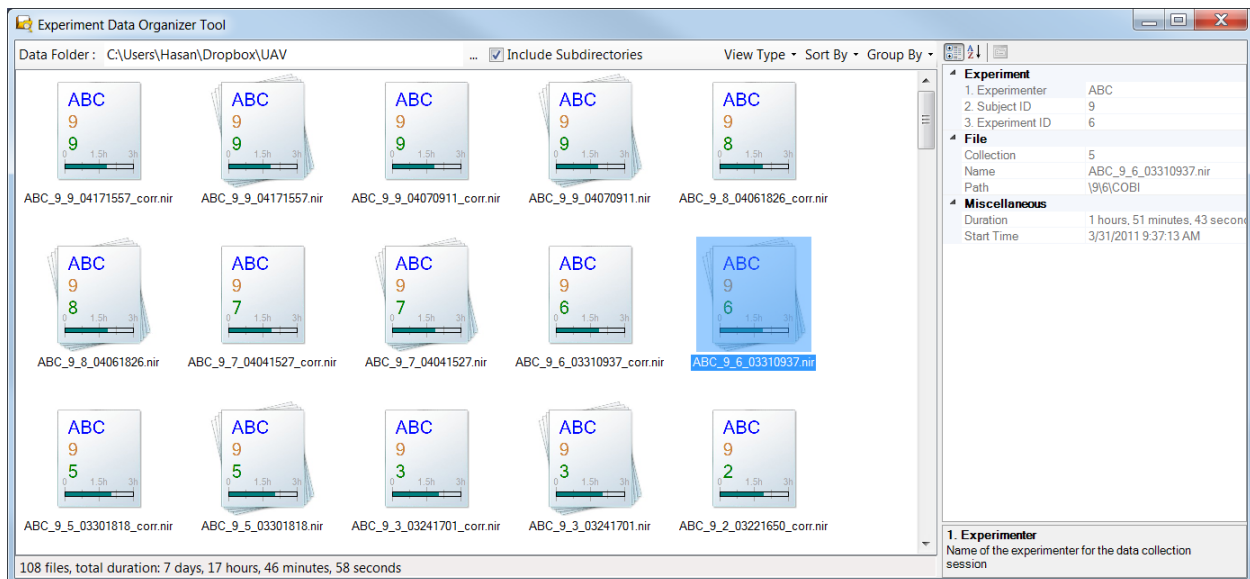 Experiment Data Organizer Tool
Data Folder : C:\Users\Hasan\Dropbox\UAV ... Include Subdirectories View Type Sort By Group By
ABC ABC ABC ABC ABC
9 9 9 9 9
9 9 9 9 8
0 1.5h 3h 0 1.5h 3h 0 1.5h 3h 0 1.5h 3h 0 1.5h 3h
ABC_9_9_04171557_corr.nir ABC_9_9_04171557.nir ABC_9_9_04070911_corr.nir ABC_9_9_04070911.nir ABC_9_8_04061826_corr.nir
ABC ABC ABC ABC ABC
9 9 9 9 9
8 7 7 6 6
0 1.5h 3h 0 1.5h 3h 0 1.5h 3h 0 1.5h 3h 0 1.5h 3h
ABC_9_8_04061826.nir ABC_9_7_04041527_corr.nir ABC_9_7_04041527.nir ABC_9_6_03310937_corr.nir ABC_9_6_03310937.nir
ABC ABC ABC ABC ABC
9 9 9 9 9
5 5 3 3 2
0 1.5h 3h 0 1.5h 3h 0 1.5h 3h 0 1.5h 3h 0 1.5h 3h
ABC_9_5_03301818_corr.nir ABC_9_5_03301818.nir ABC_9_3_03241701_corr.nir ABC_9_3_03241701.nir ABC_9_2_03221650_corr.nir
108 files, total duration: 7 days, 17 hours, 46 minutes, 58 seconds
Experiment
1. Experimenter ABC
2. Subject ID 9
3. Experiment ID 6
File
Collection 5
Name ABC_9_6_03310937.nir
Path \9\6\COBI
Miscellaneous
Duration 1 hours, 51 minutes, 43 second
Start Time 3/31/2011 9:37:13 AM
1. Experimenter
Name of the experimenter for the data collection
session